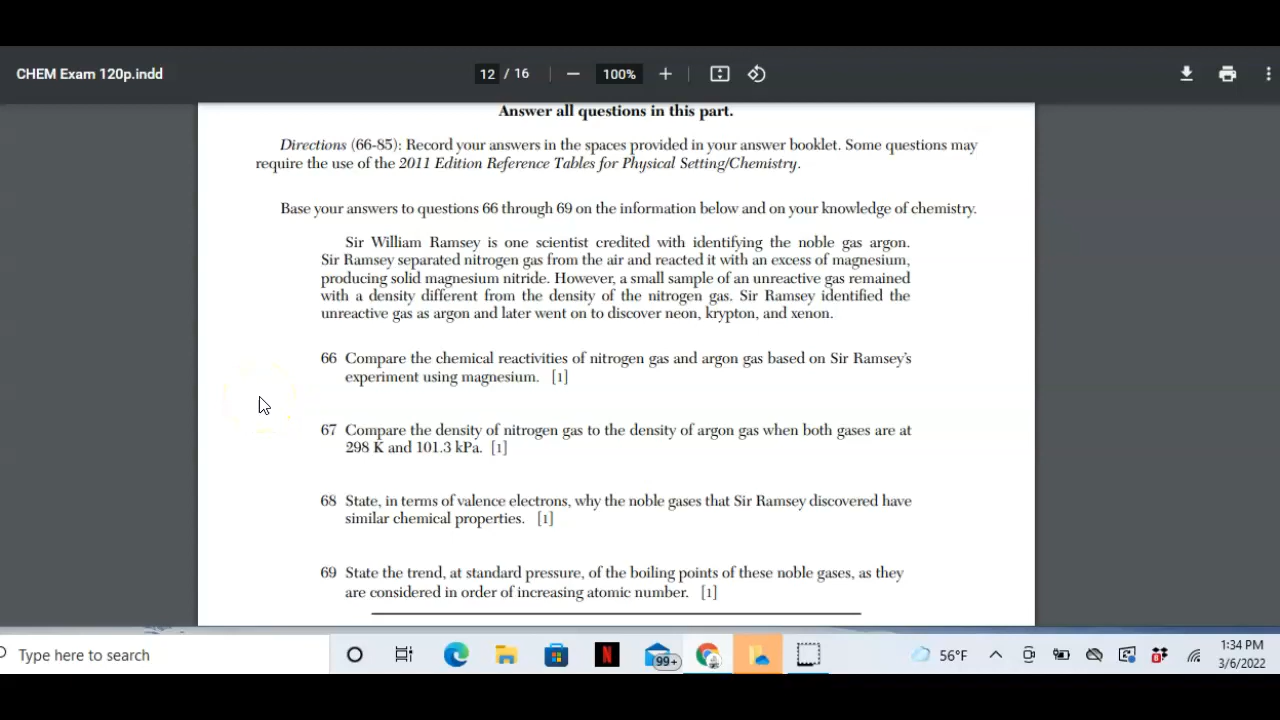 CHEM Exam 120p.indd
12 / 16
100%
Answer all questions in this part.
Directions (66-85): Record your answers in the spaces provided in your answer booklet. Some questions may
require the use of the 2011 Edition Reference Tables for Physical Setting/Chemistry.
Base your answers to questions 66 through 69 on the information below and on your knowledge of chemistry.
Sir William Ramsey is one scientist credited with identifying the noble gas argon.
Sir Ramsey separated nitrogen gas from the air and reacted it with an excess of magnesium,
producing solid magnesium nitride. However, a small sample of an unreactive gas remained
with a density different from the density of the nitrogen gas. Sir Ramsey identified the
unreactive gas as argon and later went on to discover neon, krypton, and xenon.
66 Compare the chemical reactivities of nitrogen gas and argon gas based on Sir Ramsey's
experiment using magnesium. [1]
67 Compare the density of nitrogen gas to the density of argon gas when both gases are at
298 K and 101.3 kPa. [1]
68 State, in terms of valence electrons, why the noble gases that Sir Ramsey discovered have
similar chemical properties. [1]
69 State the trend, at standard pressure, of the boiling points of these noble gases, as they
are considered in order of increasing atomic number. [1]
Type here to search
N
99+
56°F
1:34 PM
3/6/2022